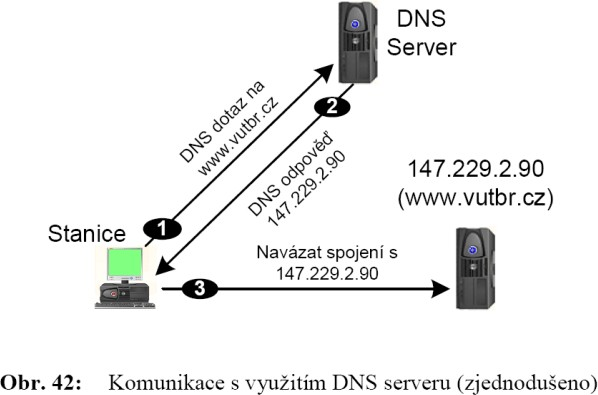 DNS
Server
DNS dotaz na
www.vutbr.cz
1
2
DNS odpověď
147.229.2.90
147.229.2.90
(www.vutbr.cz)
Stanice
Navázat spojení s
147.229.2.90
3
Obr. 42: Komunikace s využitím DNS serveru (zjednodušeno)